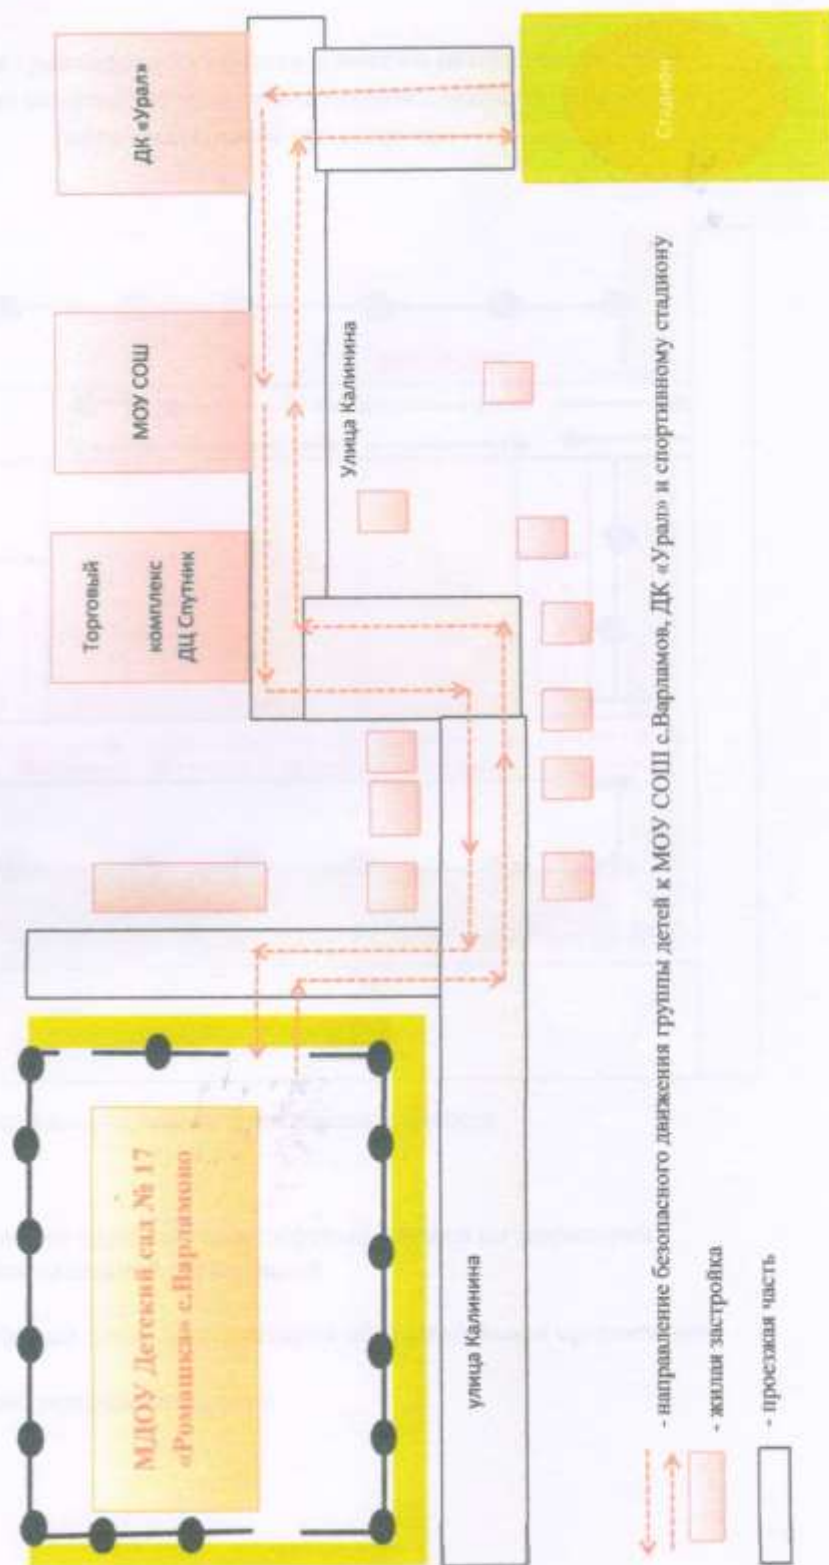 МДОУ Детский сад № 17
«Ромашка» с.Варламово
Торговый
комплекс
ДЦ Спутник
МОУ СОШ
ДК «Урал»
Улица Калинина
улица Калинина
Стадион
- направление безопасного движения группы детей к МОУ СОШ с.Варламов, ДК «Урал» и спортивному стадиону
- жилая застройка
- проезжая часть